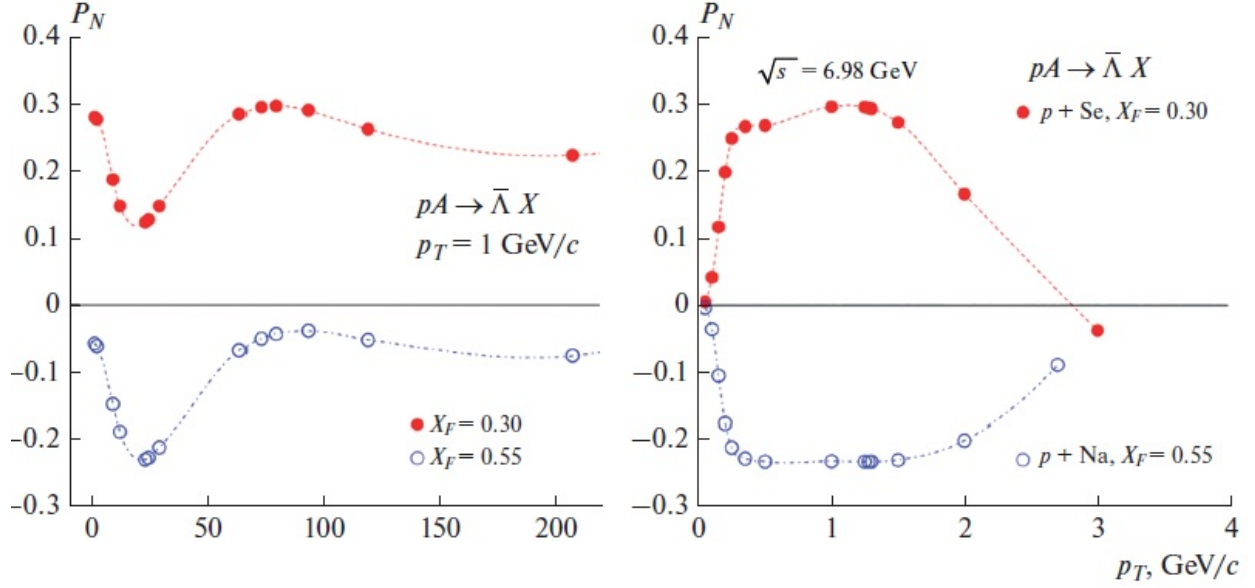 P_N
0.4
0.3
0.2
0.1
0
–0.1
–0.2
–0.3
0 50 100 150 200
pA → Λ̄ X
p_T = 1 GeV/c
X_F = 0.30
X_F = 0.55
P_N
0.4
0.3
0.2
0.1
0
–0.1
–0.2
–0.3
0 1 2 3 4
√s = 6.98 GeV
pA → Λ̄ X
p + Se, X_F = 0.30
p + Na, X_F = 0.55
p_T, GeV/c